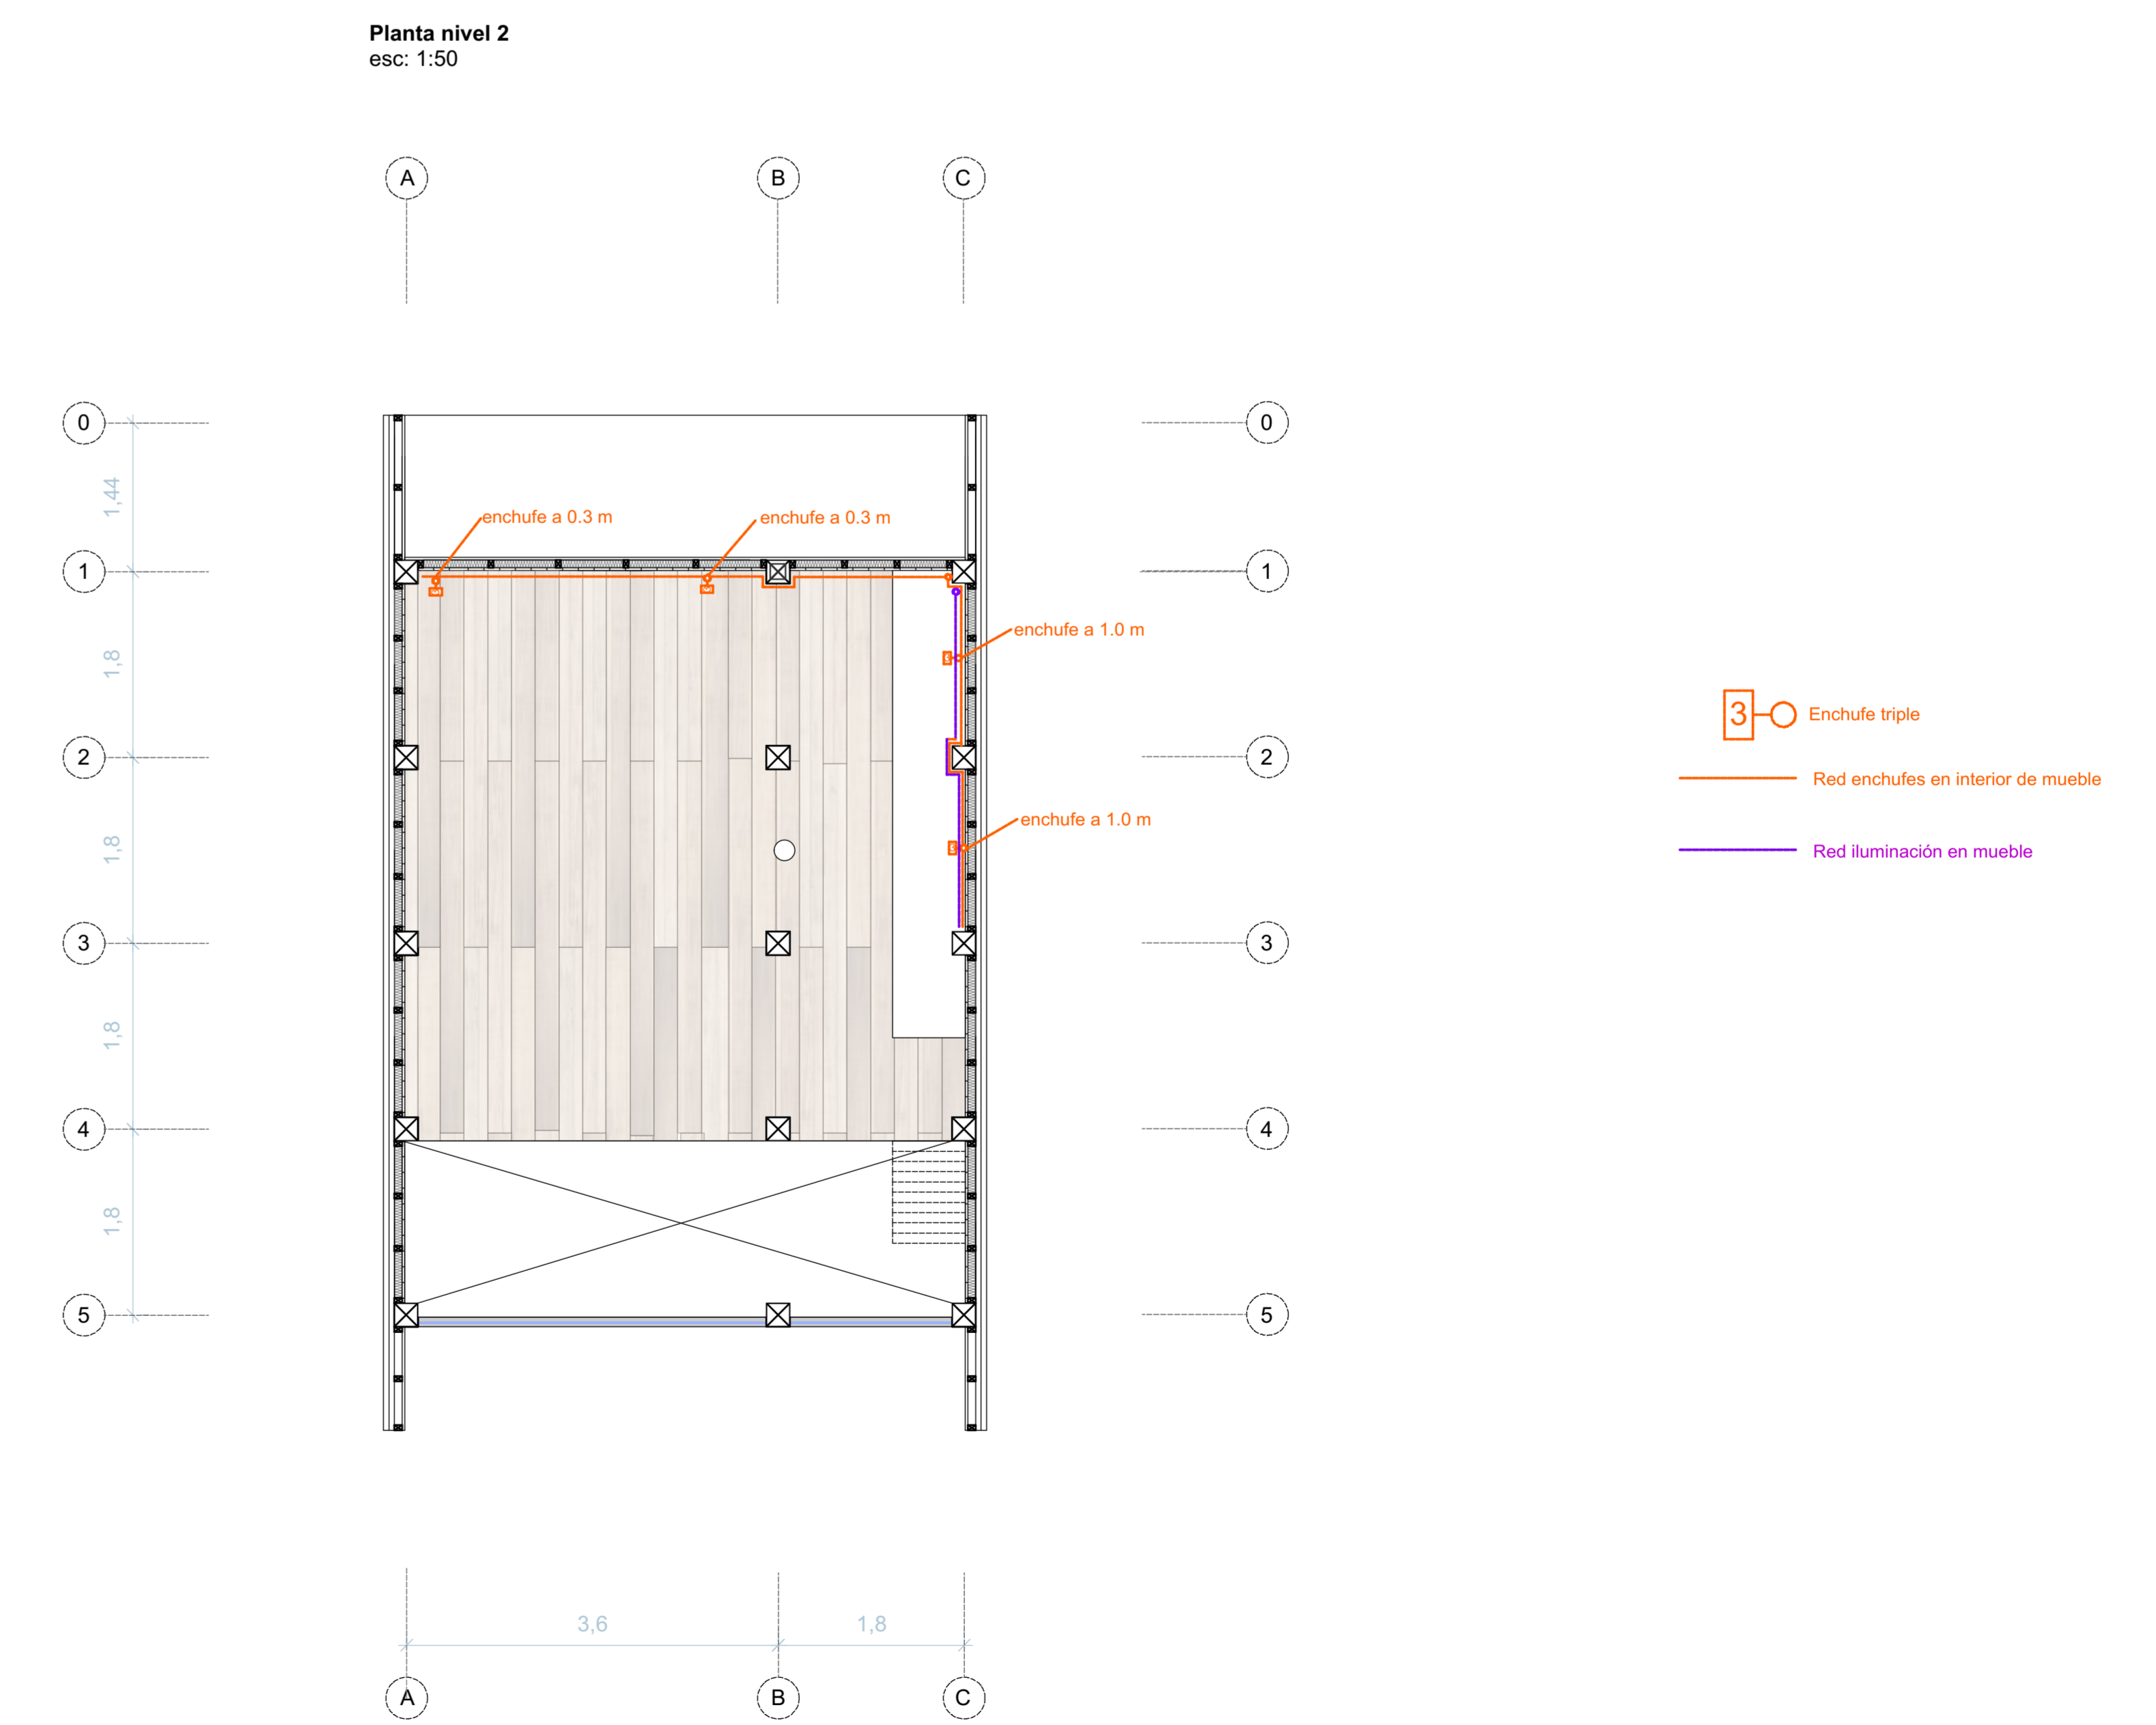 Planta nivel 2
esc: 1:50
A
B
C
0
0
1,44
enchufe a 0.3 m
enchufe a 0.3 m
1
1
enchufe a 1.0 m
1,8
3
Enchufe triple
2
2
Red enchufes en interior de mueble
enchufe a 1.0 m
1,8
Red iluminación en mueble
3
3
1,8
4
4
1,8
5
5
3,6
1,8
A
B
C